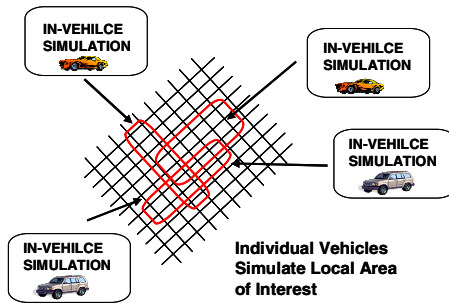 IN-VEHILCE
SIMULATION
IN-VEHILCE
SIMULATION
IN-VEHILCE
SIMULATION
IN-VEHILCE
SIMULATION
Individual Vehicles
Simulate Local Area
of Interest